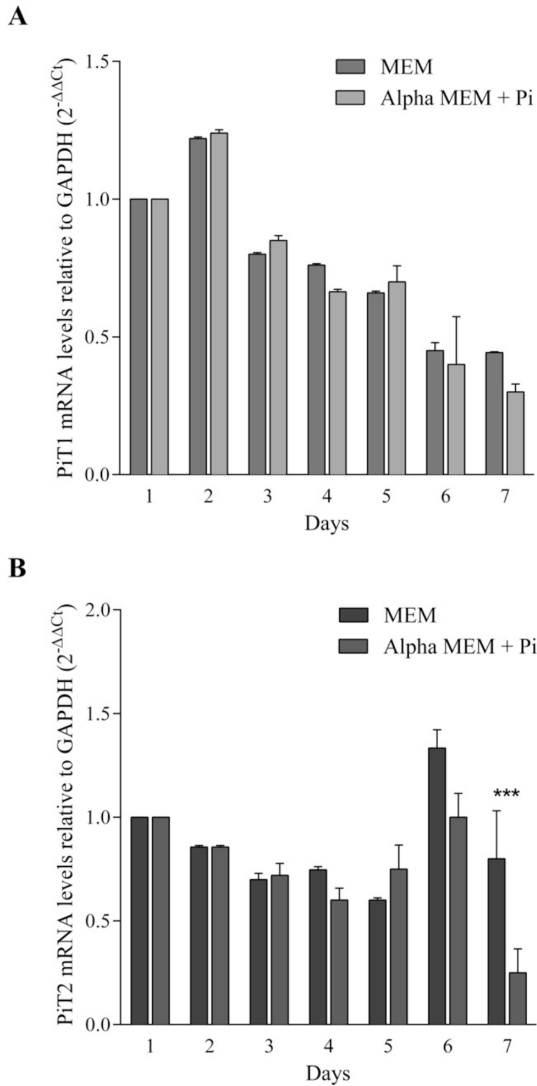 A
PiT1 mRNA levels relative to GAPDH (2^-ΔΔCt)
1.5
1.0
0.5
0.0
MEM
Alpha MEM + Pi
1 2 3 4 5 6 7
Days
B
PiT2 mRNA levels relative to GAPDH (2^-ΔΔCt)
2.0
1.5
1.0
0.5
0.0
MEM
Alpha MEM + Pi
***
1 2 3 4 5 6 7
Days